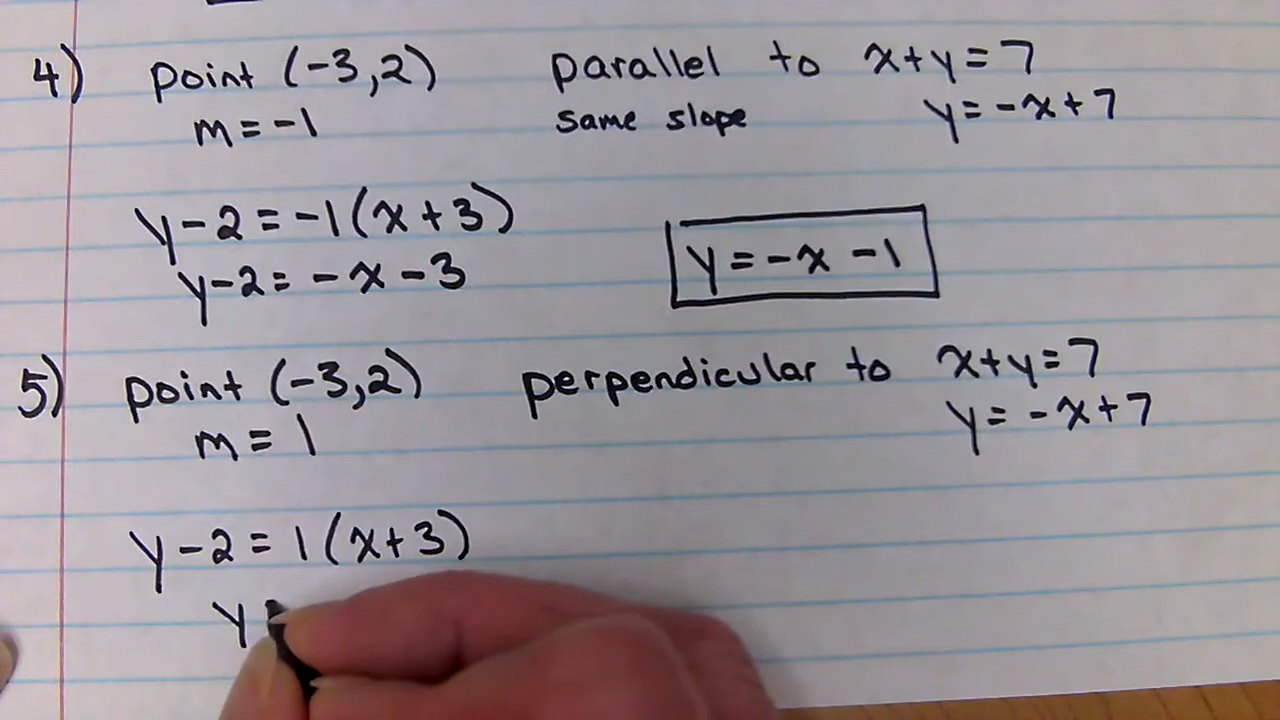 4) point (-3,2) parallel to x+y=7
m=-1 same slope y=-x+7
y-2=-1(x+3)
y-2=-x-3 y=-x-1
5) point (-3,2) perpendicular to x+y=7
m=1 y=-x+7
y-2=1(x+3)
y